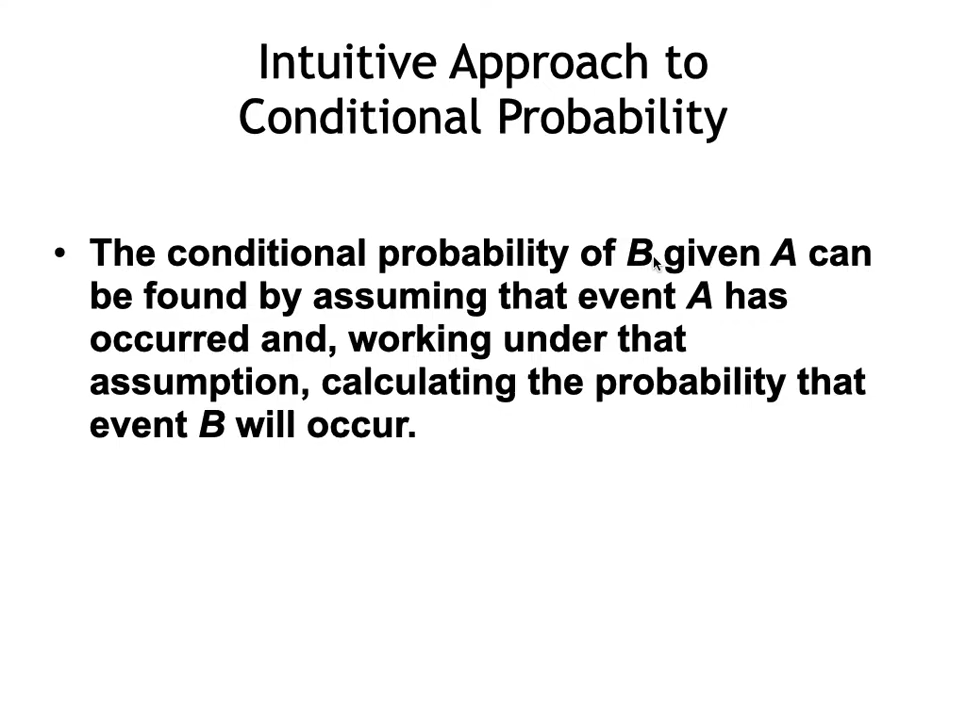 Intuitive Approach to
Conditional Probability
• The conditional probability of B given A can
be found by assuming that event A has
occurred and, working under that
assumption, calculating the probability that
event B will occur.